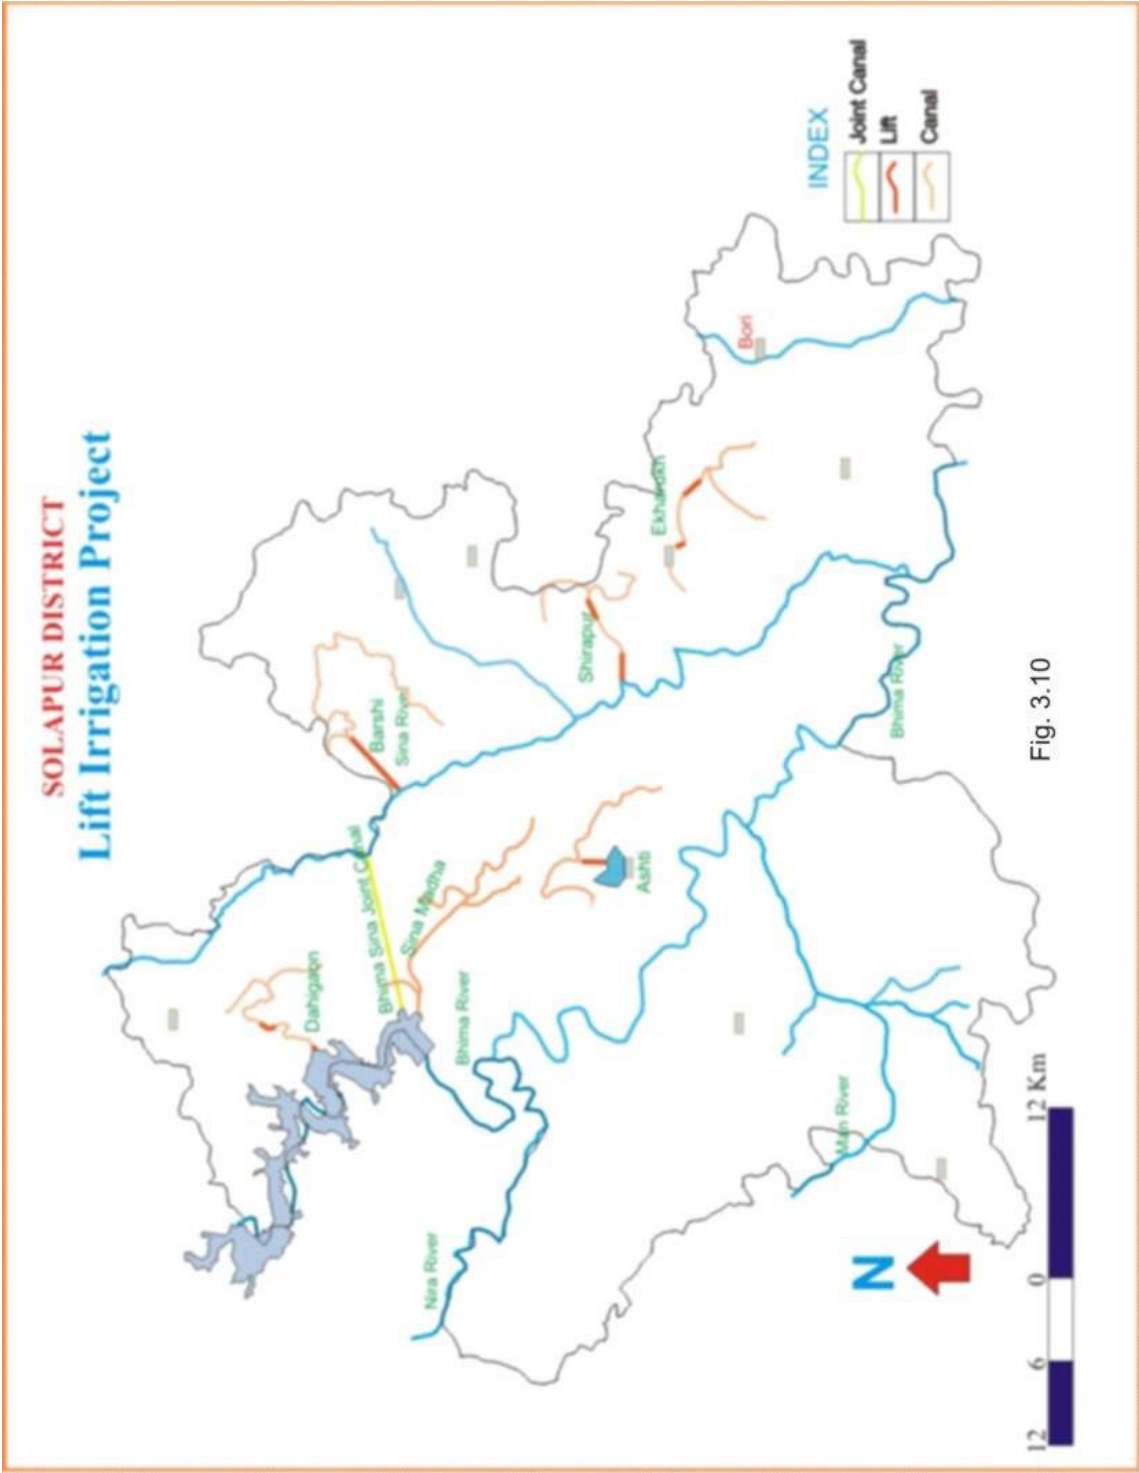 SOLAPUR DISTRICT
Lift Irrigation Project
INDEX
Joint Canal
Lift
Canal
Dahigaon
Bhima Sina Joint Canal
Sina Madha
Barshi
Sina River
Bhima River
Nira River
Ashti
Shirapur
Ekharukh
Bori
Man River
Bhima River
N
12 6 0 12 Km
Fig. 3.10